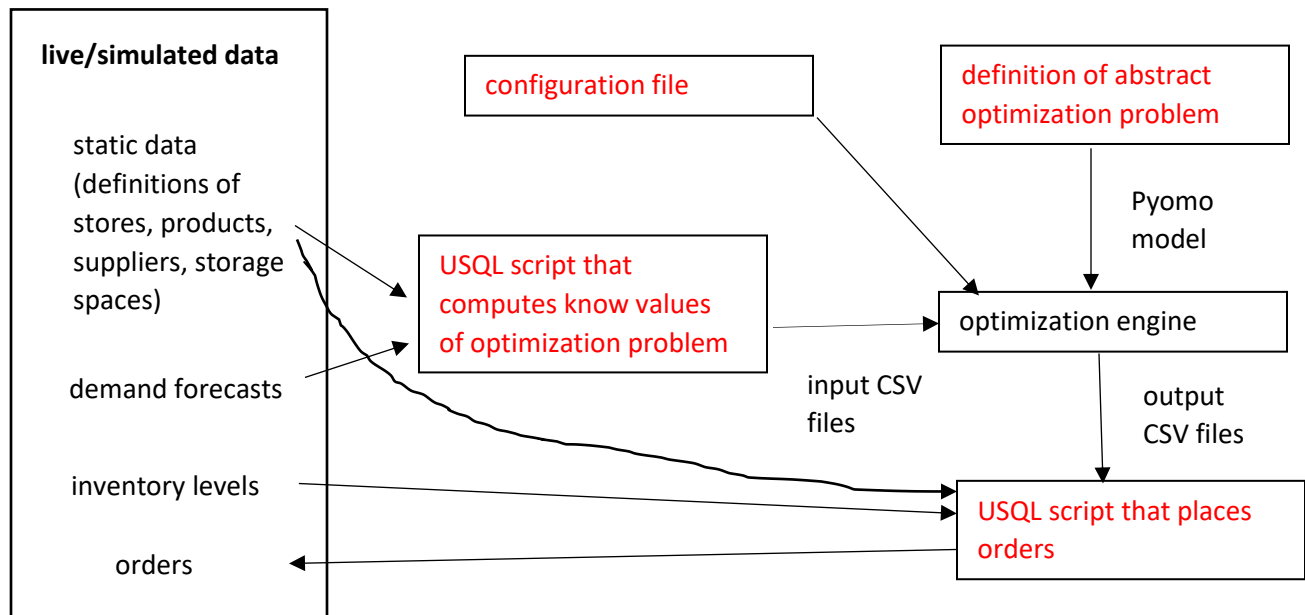 live/simulated data
static data
(definitions of
stores, products,
suppliers, storage
spaces)
demand forecasts
inventory levels
orders
configuration file
definition of abstract
optimization problem
Pyomo
model
USQL script that
computes know values
of optimization problem
optimization engine
input CSV
files
output
CSV files
USQL script that places
orders